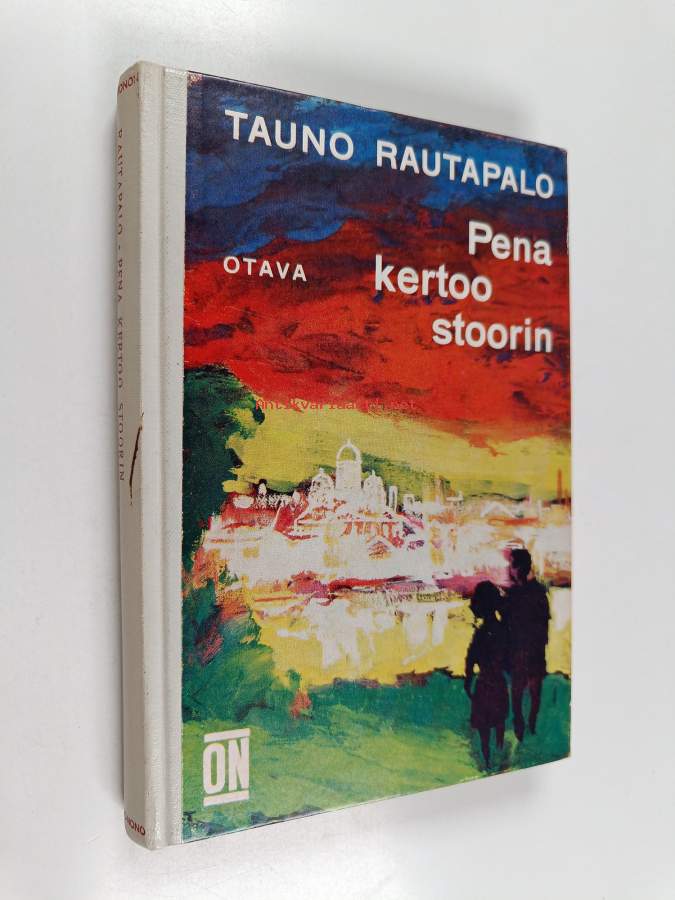 TAUNO RAUTAPALO
Pena
kertoo
stoorin
OTAVA
ON
RAUTAPALO • PENA KERTOO STOORIN